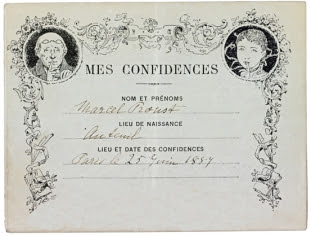 MES CONFIDENCES
NOM ET PRÉNOMS
Marcel Proust
LIEU DE NAISSANCE
Auteuil
LIEU ET DATE DES CONFIDENCES
Paris le 25 Juin 1887